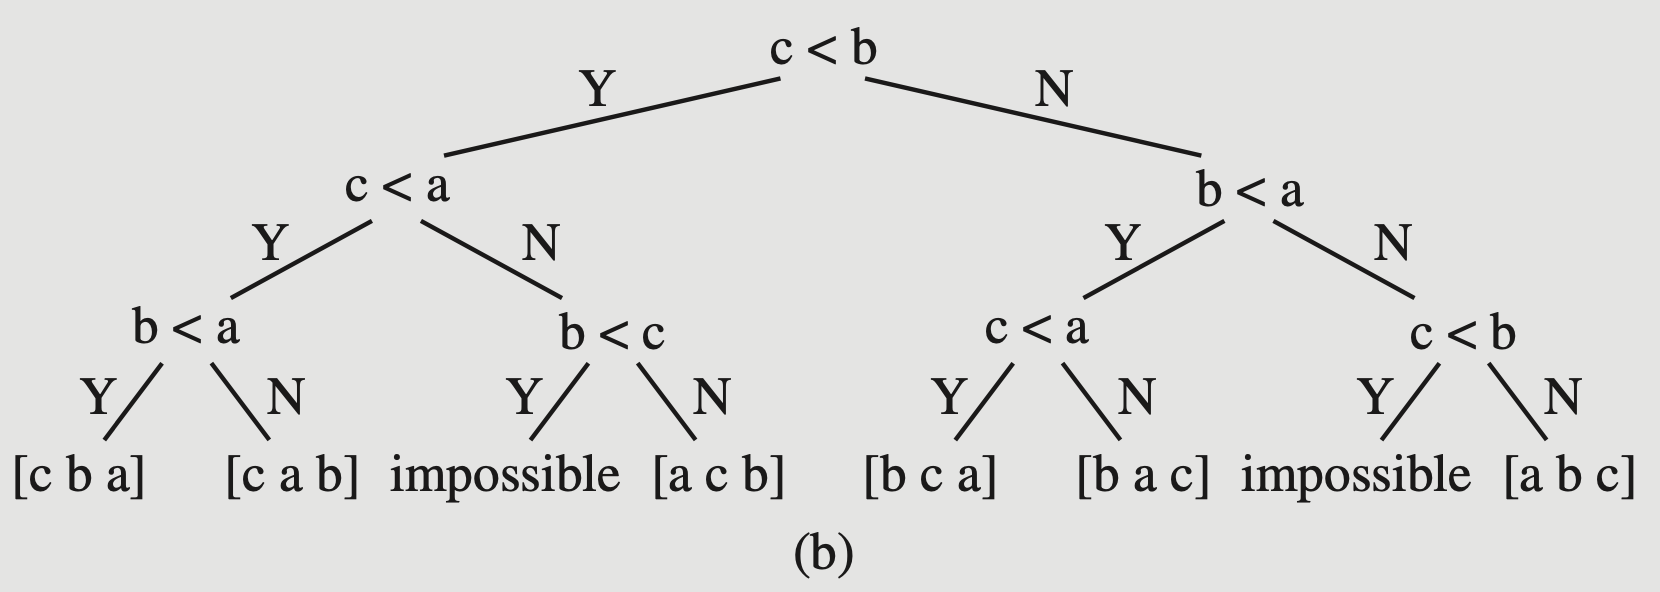 c < b
Y N
c < a b < a
Y N Y N
b < a b < c c < a c < b
Y N Y N Y N Y N
[c b a] [c a b] impossible [a c b] [b c a] [b a c] impossible [a b c]
(b)